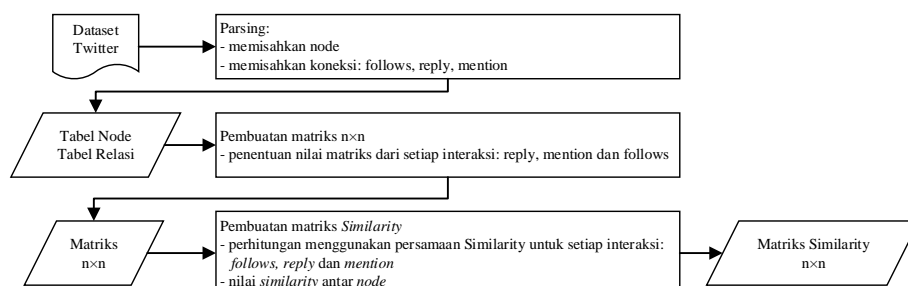 Dataset
Twitter
Parsing:
- memisahkan node
- memisahkan koneksi: follows, reply, mention
Tabel Node
Tabel Relasi
Pembuatan matriks n×n
- penentuan nilai matriks dari setiap interaksi: reply, mention dan follows
Matriks
n×n
Pembuatan matriks Similarity
- perhitungan menggunakan persamaan Similarity untuk setiap interaksi:
follows, reply dan mention
- nilai similarity antar node
Matriks Similarity
n×n